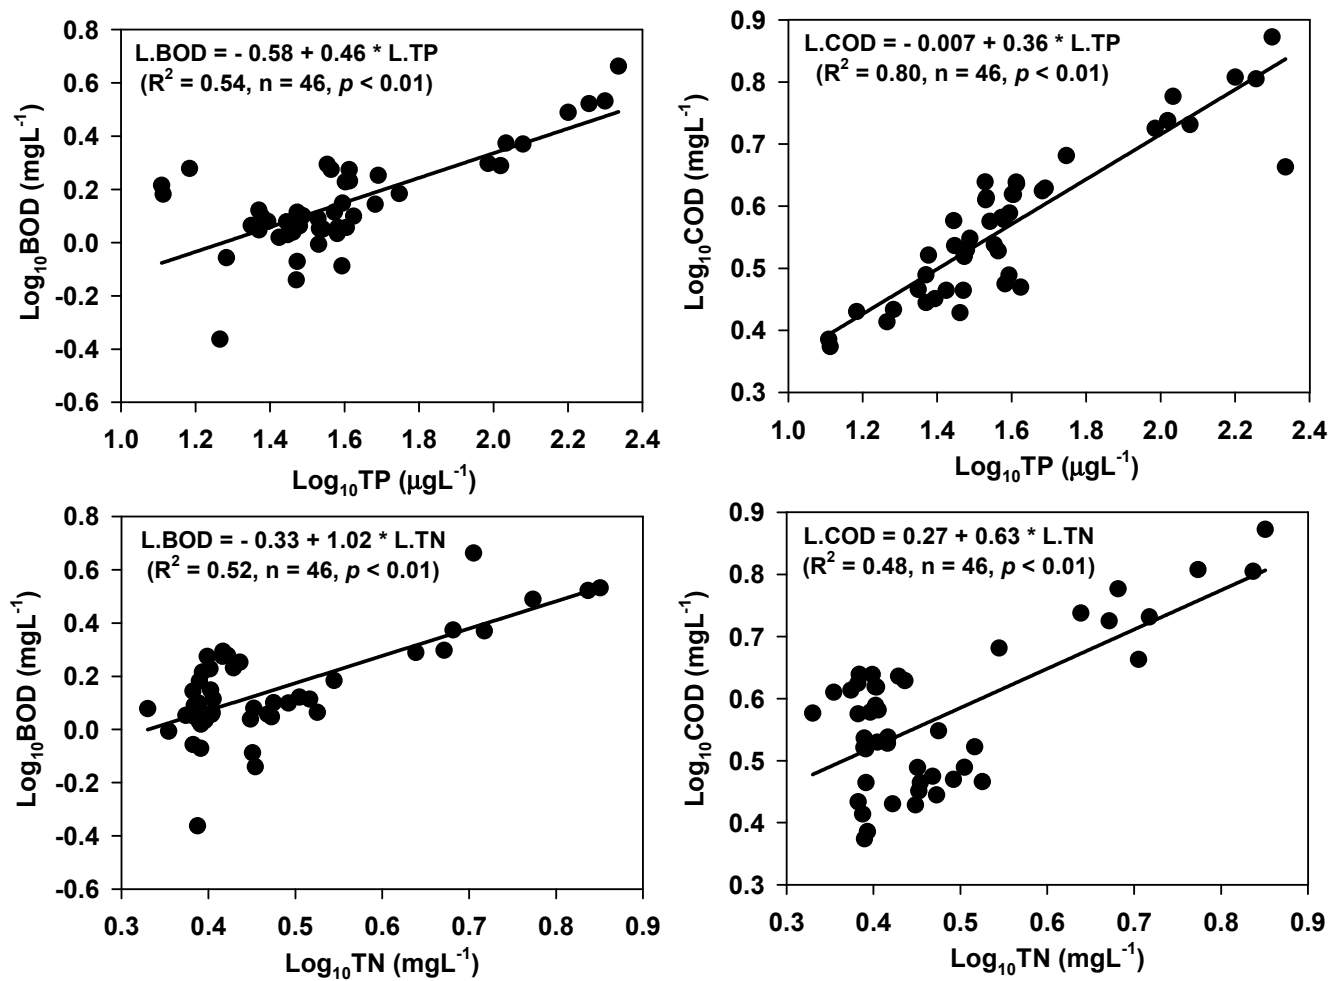 L.BOD = - 0.58 + 0.46 * L.TP
(R² = 0.54, n = 46, p < 0.01)
Log₁₀BOD (mgL⁻¹)
0.8
0.6
0.4
0.2
0.0
-0.2
-0.4
-0.6
1.0 1.2 1.4 1.6 1.8 2.0 2.2 2.4
Log₁₀TP (μgL⁻¹)
L.COD = - 0.007 + 0.36 * L.TP
(R² = 0.80, n = 46, p < 0.01)
Log₁₀COD (mgL⁻¹)
0.9
0.8
0.7
0.6
0.5
0.4
0.3
1.0 1.2 1.4 1.6 1.8 2.0 2.2 2.4
Log₁₀TP (μgL⁻¹)
L.BOD = - 0.33 + 1.02 * L.TN
(R² = 0.52, n = 46, p < 0.01)
Log₁₀BOD (mgL⁻¹)
0.8
0.6
0.4
0.2
0.0
-0.2
-0.4
-0.6
0.3 0.4 0.5 0.6 0.7 0.8 0.9
Log₁₀TN (mgL⁻¹)
L.COD = 0.27 + 0.63 * L.TN
(R² = 0.48, n = 46, p < 0.01)
Log₁₀COD (mgL⁻¹)
0.9
0.8
0.7
0.6
0.5
0.4
0.3
0.3 0.4 0.5 0.6 0.7 0.8 0.9
Log₁₀TN (mgL⁻¹)